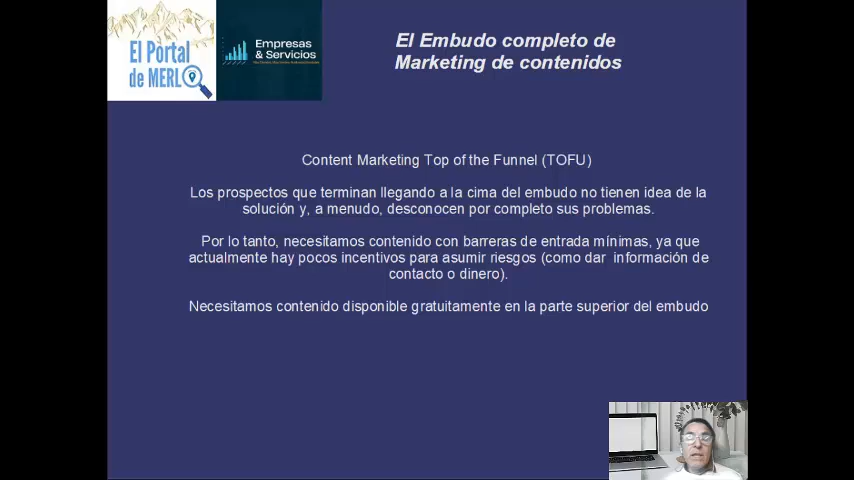 El Portal
de MERLO
Empresas
& Servicios
El Embudo completo de
Marketing de contenidos
Content Marketing Top of the Funnel (TOFU)
Los prospectos que terminan llegando a la cima del embudo no tienen idea de la
solución y, a menudo, desconocen por completo sus problemas.
Por lo tanto, necesitamos contenido con barreras de entrada mínimas, ya que
actualmente hay pocos incentivos para asumir riesgos (como dar información de
contacto o dinero).
Necesitamos contenido disponible gratuitamente en la parte superior del embudo